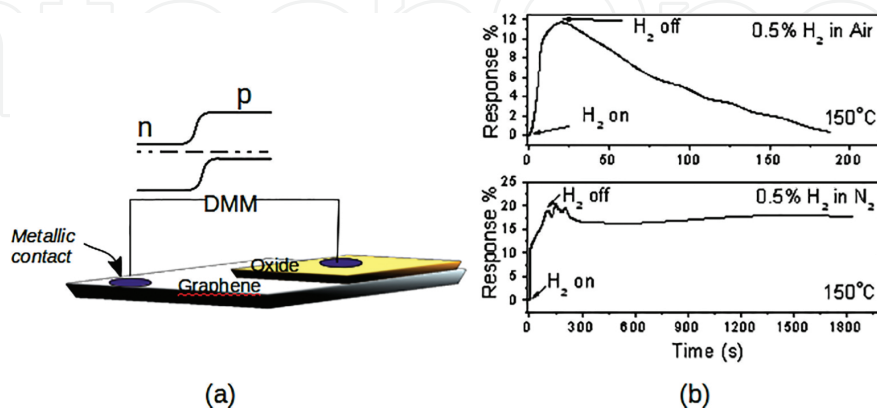 n
p
DMM
Metallic
contact
Oxide
Graphene
(a)
Response %
12
10
8
6
4
2
0
H₂ off
0.5% H₂ in Air
H₂ on
150°C
0 50 100 150 200
Response %
25
20
15
10
5
0
H₂ off
0.5% H₂ in N₂
H₂ on
150°C
0 300 600 900 1200 1500 1800
Time (s)
(b)